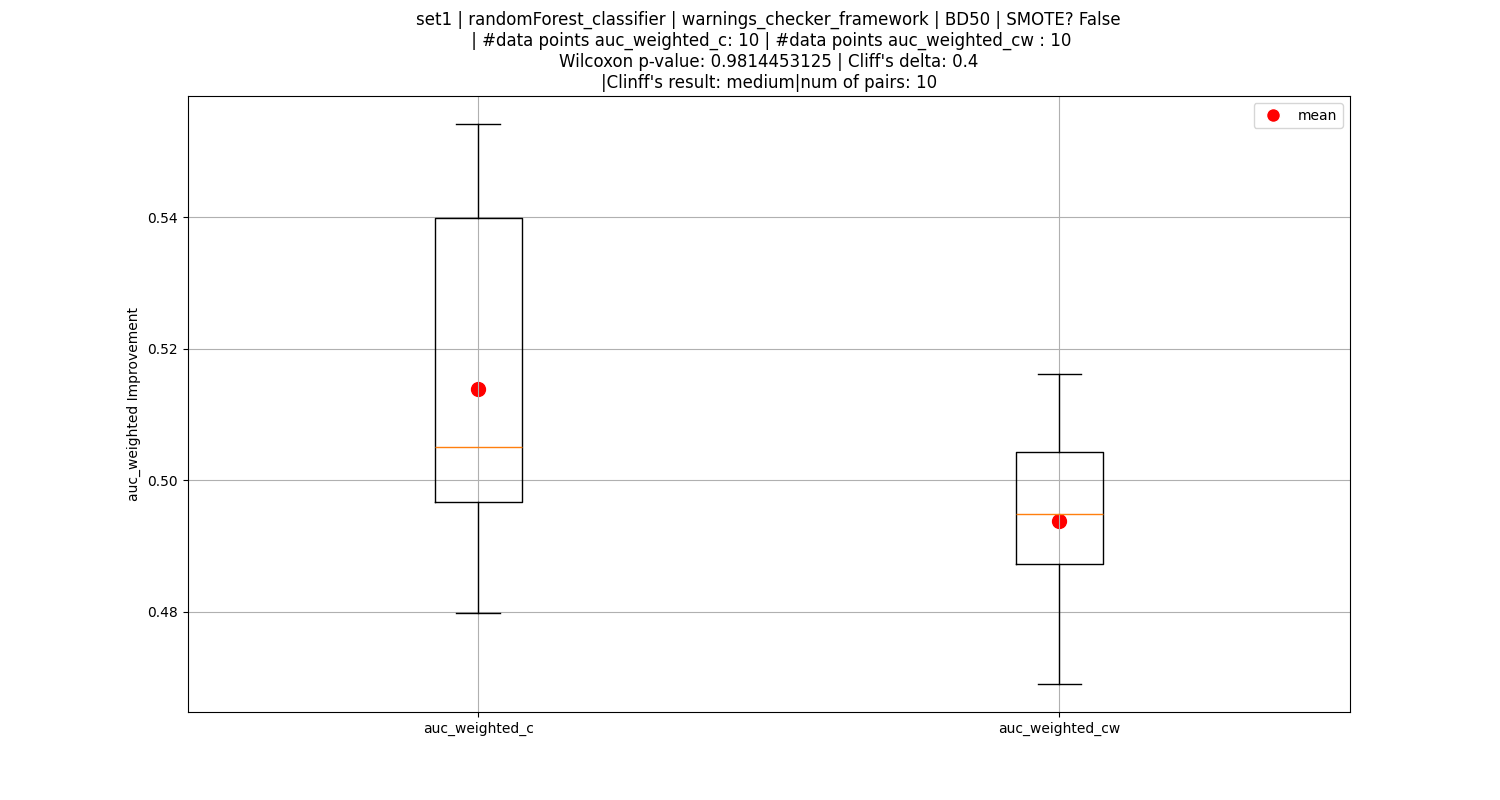 set1 | randomForest_classifier | warnings_checker_framework | BD50 | SMOTE? False
| #data points auc_weighted_c: 10 | #data points auc_weighted_cw : 10
Wilcoxon p-value: 0.9814453125 | Cliff's delta: 0.4
|Clinff's result: medium|num of pairs: 10
mean
auc_weighted Improvement
0.54
0.52
0.50
0.48
auc_weighted_c
auc_weighted_cw